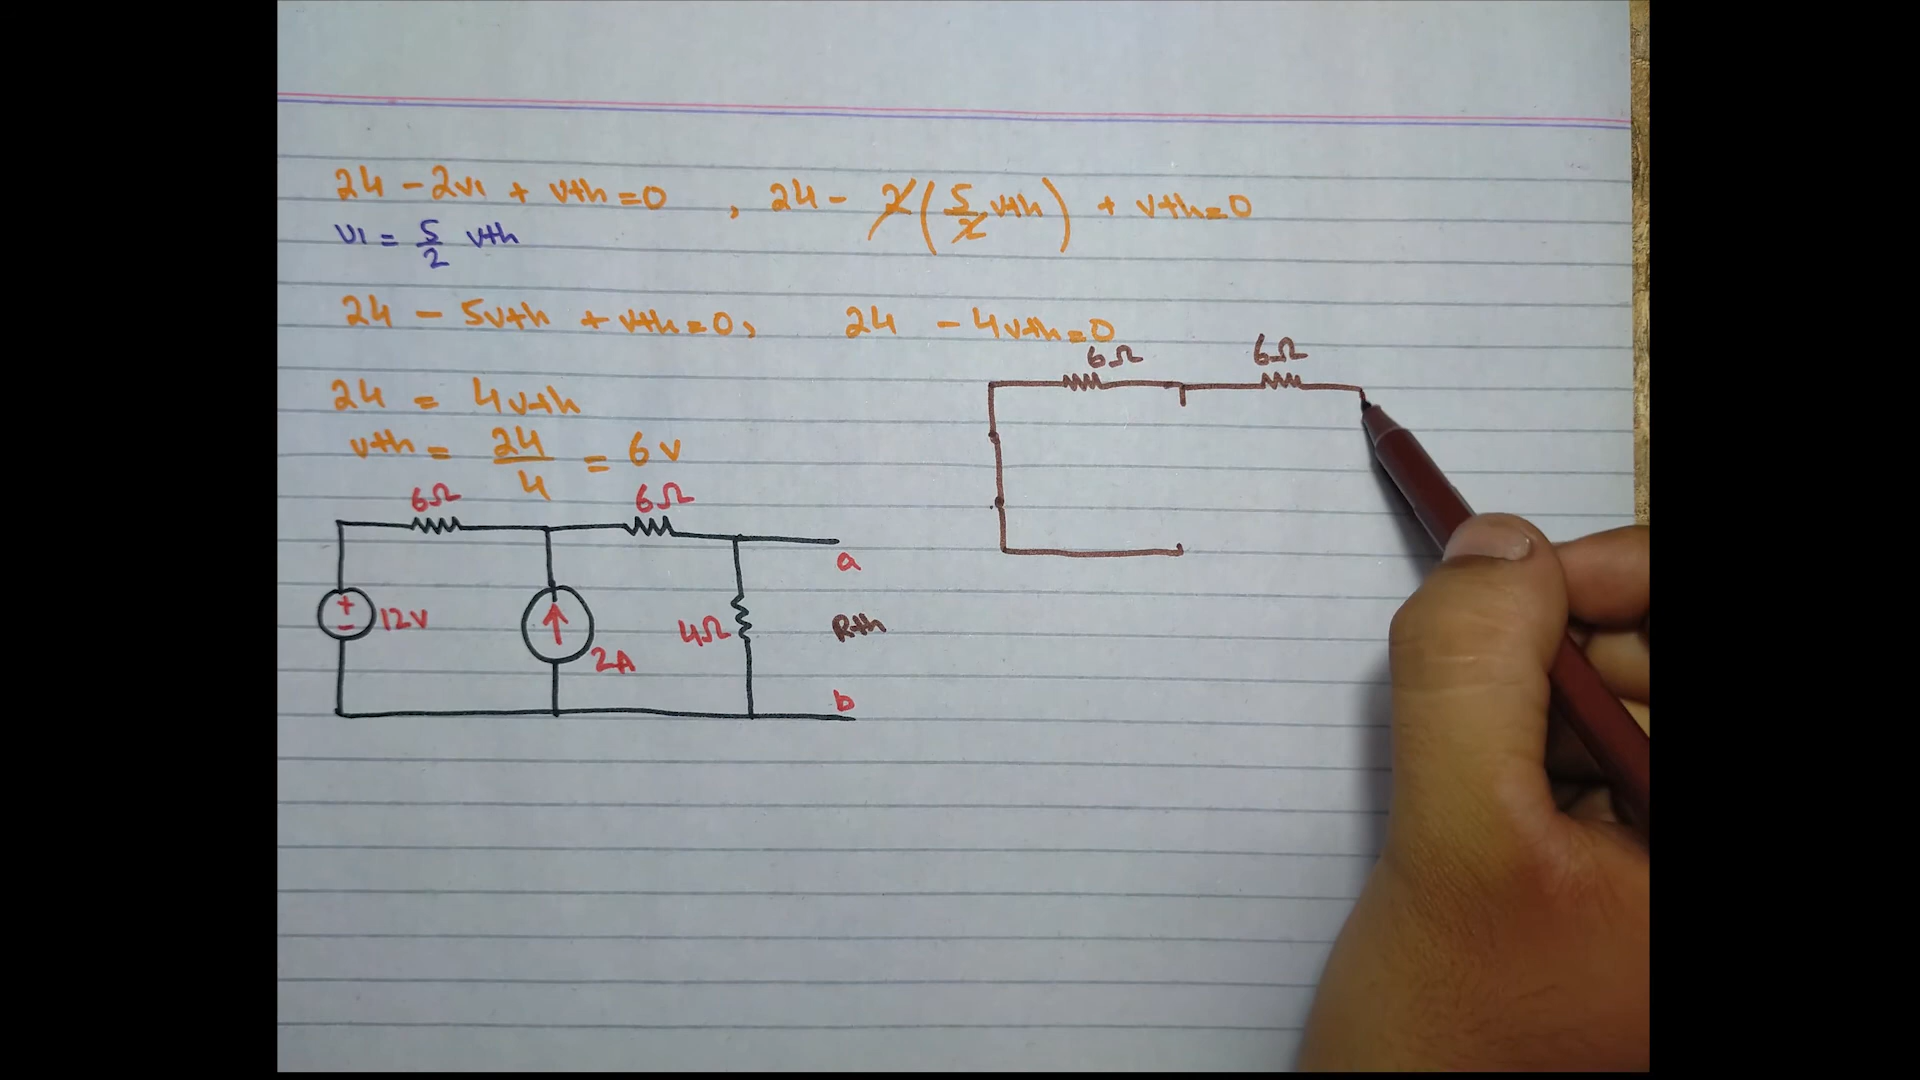 24 - 2v1 + vth = 0 , 24 - 2 ( 5/2 vth ) + vth = 0
v1 = 5/2 vth
24 - 5vth + vth = 0, 24 - 4vth = 0
6Ω 6Ω
24 = 4vth
vth = 24/4 = 6 v
6Ω 6Ω
a
+
- 12v 4Ω Rth
2A
b